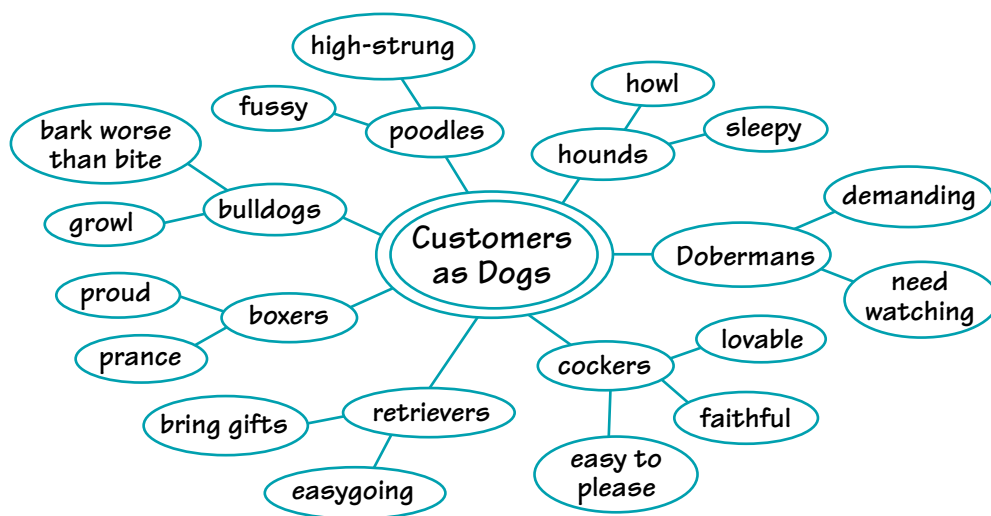 high-strung
fussy
poodles
howl
sleepy
hounds
bark worse
than bite
growl
bulldogs
Customers
as Dogs
demanding
Dobermans
need
watching
proud
boxers
prance
lovable
cockers
faithful
easy to
please
bring gifts
retrievers
easygoing